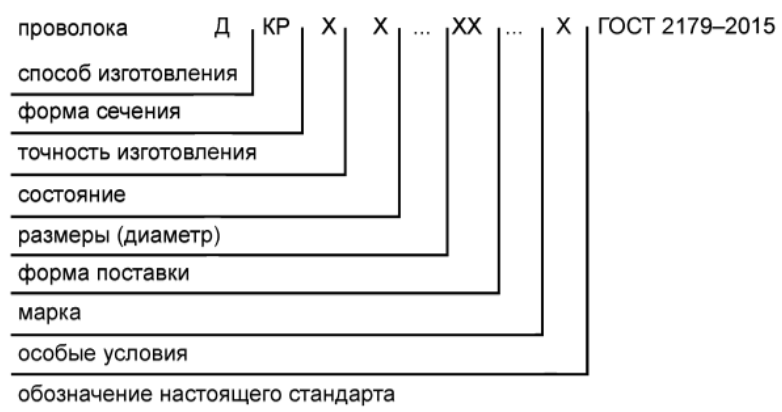 проволока Д КР Х Х ... ХХ ... Х ГОСТ 2179–2015
способ изготовления
форма сечения
точность изготовления
состояние
размеры (диаметр)
форма поставки
марка
особые условия
обозначение настоящего стандарта